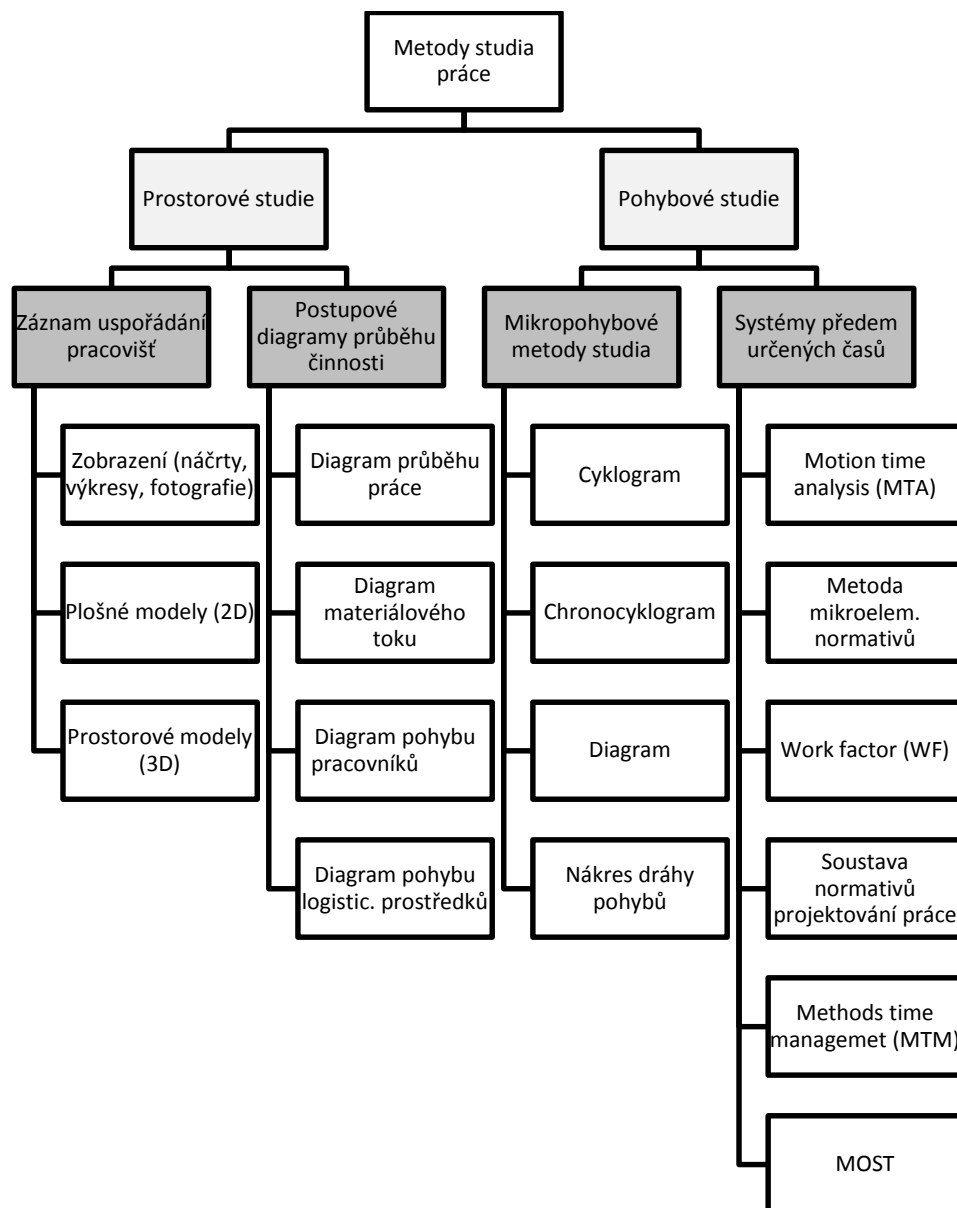 Metody studia
práce
Prostorové studie
Pohybové studie
Záznam uspořádání
pracovišť
Postupové
diagramy průběhu
činnosti
Mikropohybové
metody studia
Systémy předem
určených časů
Zobrazení (náčrty,
výkresy, fotografie)
Plošné modely (2D)
Prostorové modely
(3D)
Diagram průběhu
práce
Diagram
materiálového
toku
Diagram pohybu
pracovníků
Diagram pohybu
logistic. prostředků
Cyklogram
Chronocyklogram
Diagram
Nákres dráhy
pohybů
Motion time
analysis (MTA)
Metoda
mikroelem.
normativů
Work factor (WF)
Soustava
normativů
projektování práce
Methods time
managemet (MTM)
MOST